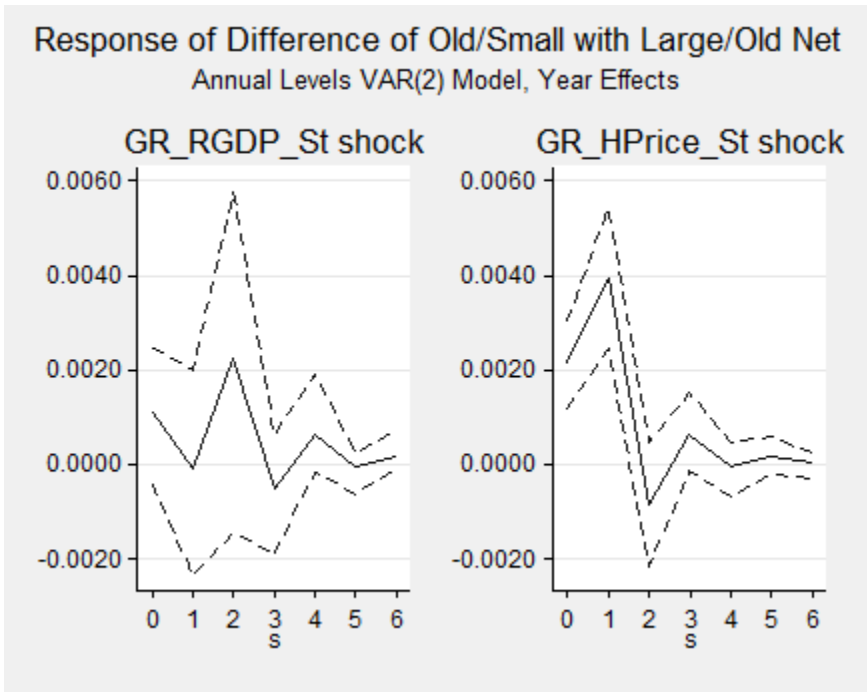 Response of Difference of Old/Small with Large/Old Net
Annual Levels VAR(2) Model, Year Effects
GR_RGDP_St shock
0.0060
0.0040
0.0020
0.0000
-0.0020
0 1 2 3 4 5 6
s
GR_HPrice_St shock
0.0060
0.0040
0.0020
0.0000
-0.0020
0 1 2 3 4 5 6
s